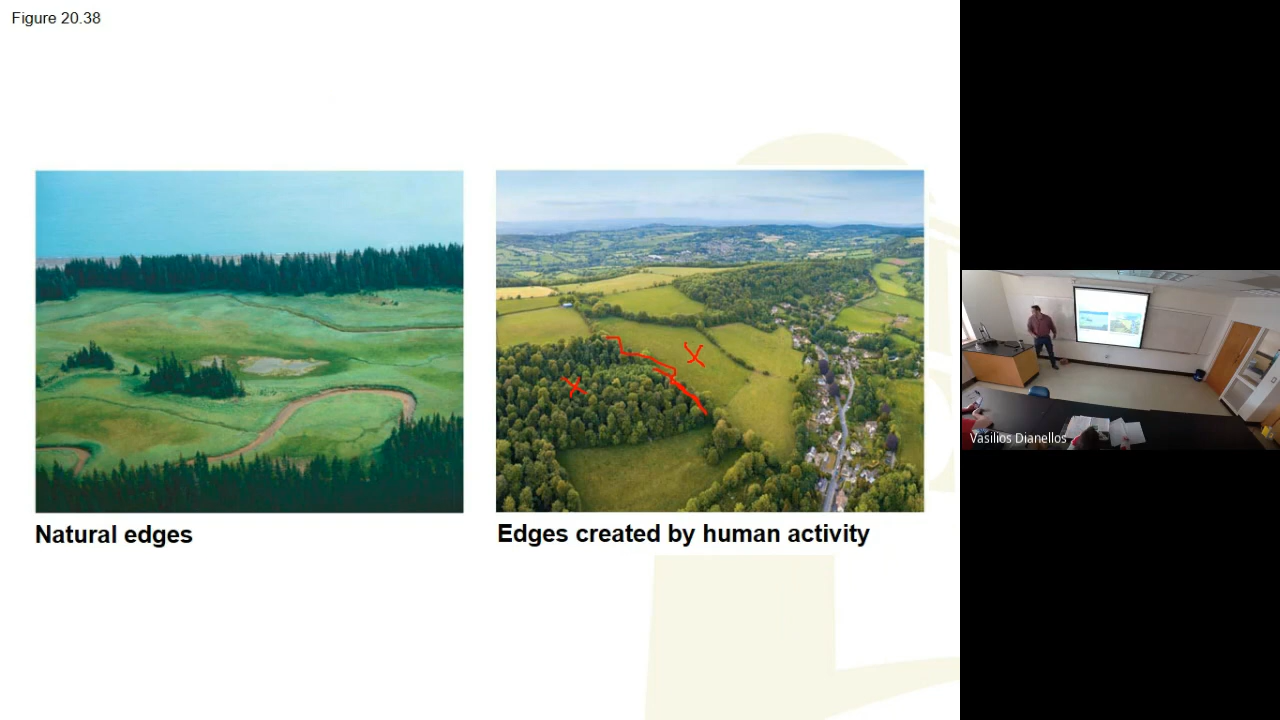 Figure 20.38
Natural edges
Edges created by human activity
Vasilios Dianellos